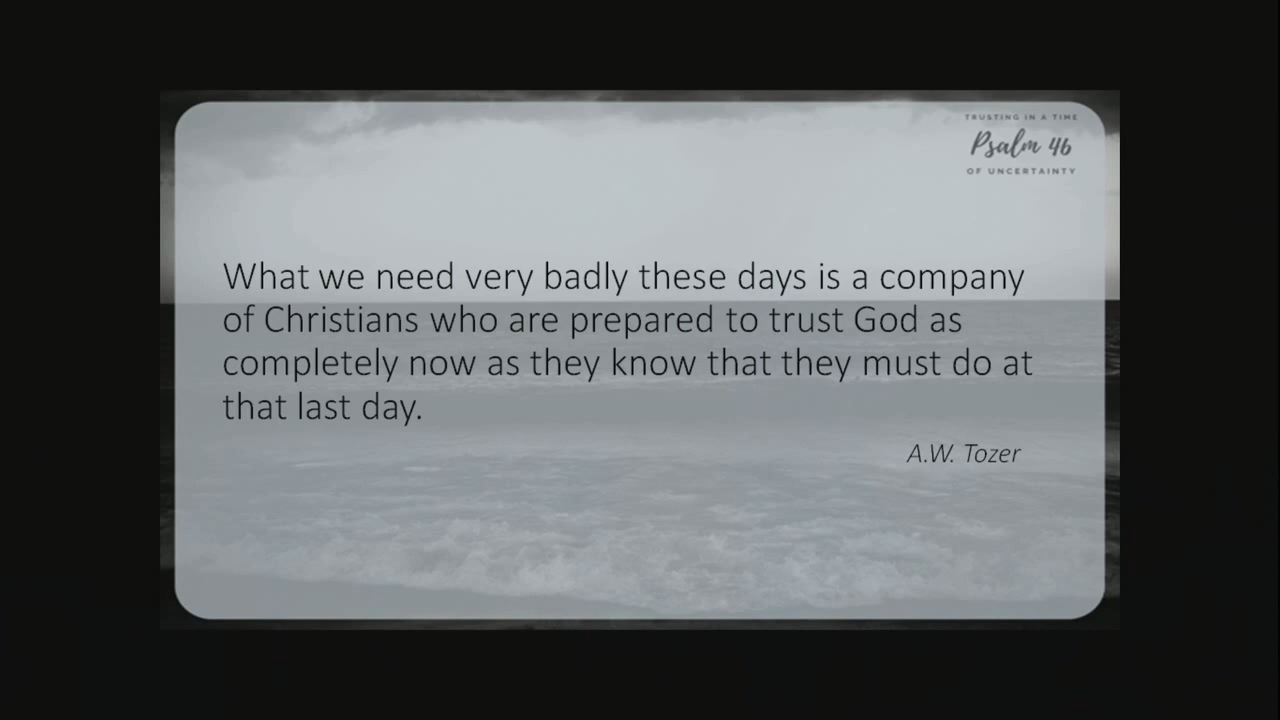 TRUSTING IN A TIME
Psalm 46
OF UNCERTAINTY
What we need very badly these days is a company
of Christians who are prepared to trust God as
completely now as they know that they must do at
that last day.
A.W. Tozer